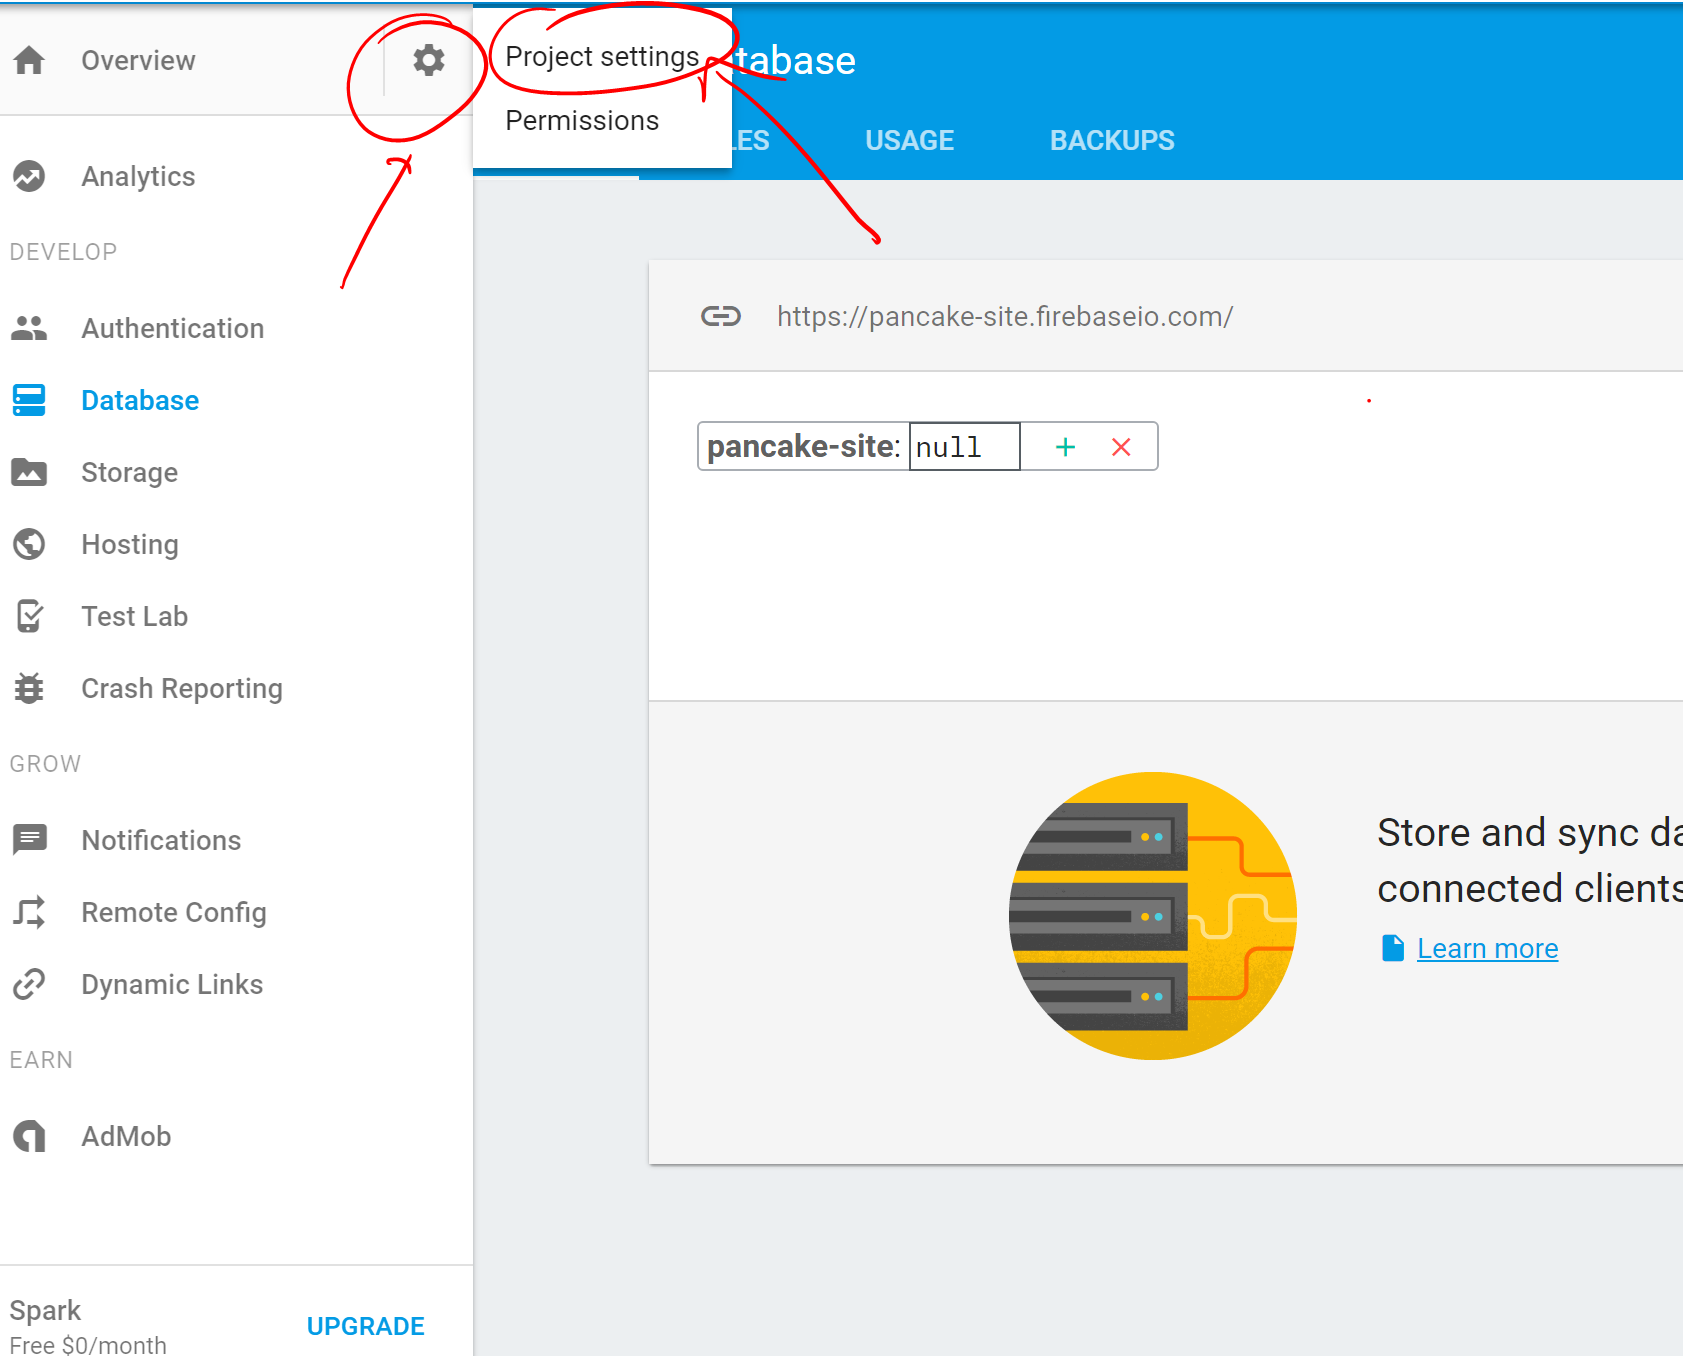 Overview
Project settings
Permissions
tabase
LES
USAGE
BACKUPS
Analytics
DEVELOP
Authentication
Database
Storage
Hosting
Test Lab
Crash Reporting
GROW
Notifications
Remote Config
Dynamic Links
EARN
AdMob
Spark
Free $0/month
UPGRADE
https://pancake-site.firebaseio.com/
pancake-site: null
Store and sync da
connected clients
Learn more